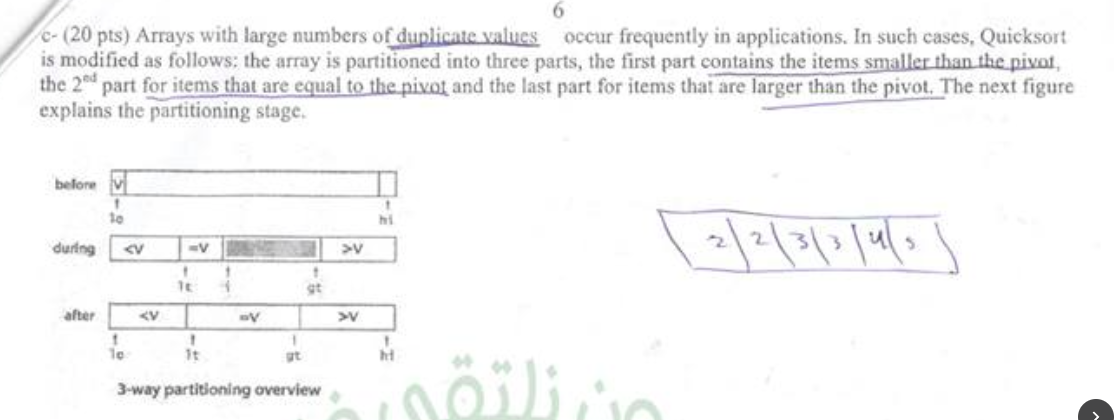 6
c- (20 pts) Arrays with large numbers of duplicate values occur frequently in applications. In such cases, Quicksort
is modified as follows: the array is partitioned into three parts, the first part contains the items smaller than the pivot,
the 2ed part for items that are equal to the pivot and the last part for items that are larger than the pivot. The next figure
explains the partitioning stage.
before v
lo hi
during <V =V >V
lt i gt
2 2 3 3 4 5
after <V =V >V
lo lt gt hi
3-way partitioning overview
نلتقي